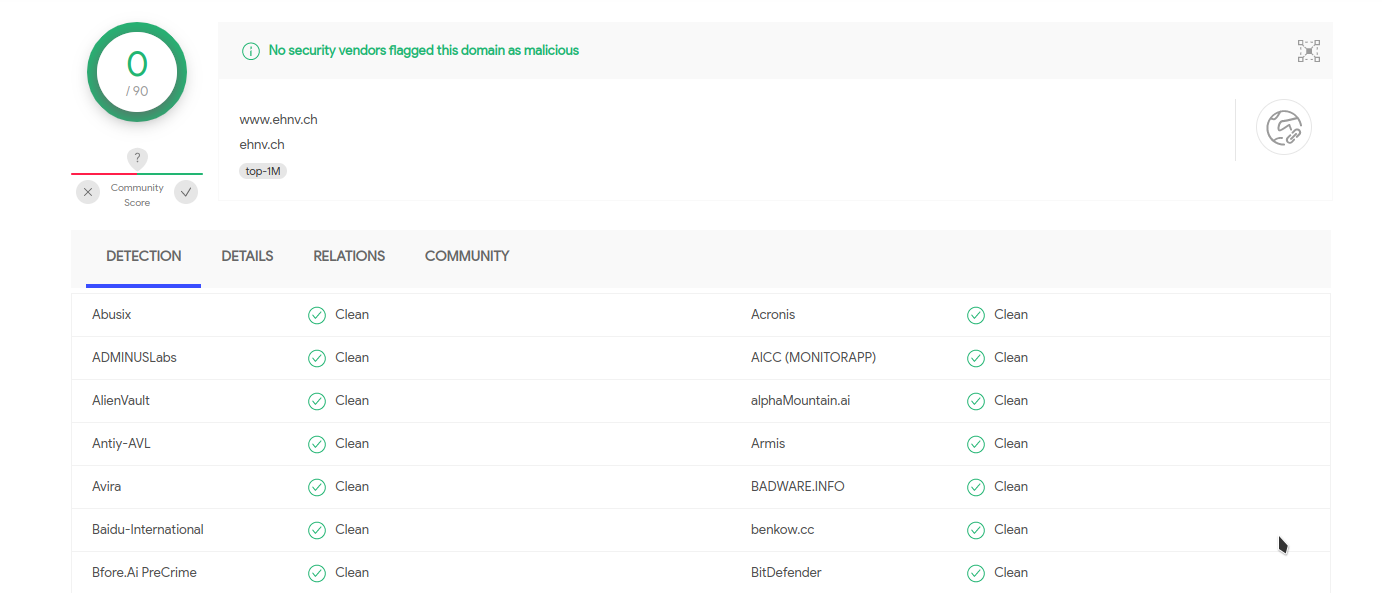 0
/ 90
?
Community
Score
No security vendors flagged this domain as malicious
www.ehnv.ch
ehnv.ch
top-1M
DETECTION DETAILS RELATIONS COMMUNITY
Abusix Clean Acronis Clean
ADMINUSLabs Clean AICC (MONITORAPP) Clean
AlienVault Clean alphaMountain.ai Clean
Antiy-AVL Clean Armis Clean
Avira Clean BADWARE.INFO Clean
Baidu-International Clean benkow.cc Clean
Bfore.Ai PreCrime Clean BitDefender Clean